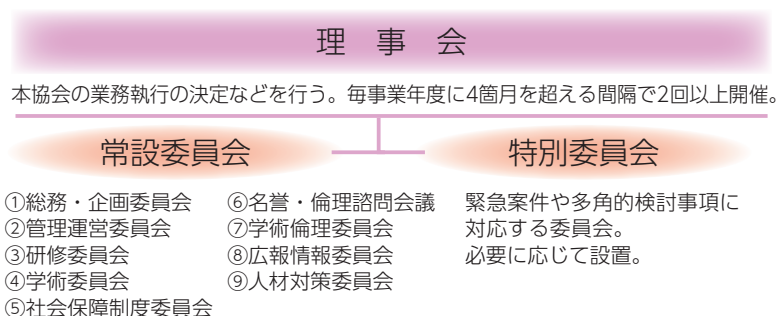 理事会
本協会の業務執行の決定などを行う。毎事業年度に4箇月を超える間隔で2回以上開催。
常設委員会
①総務・企画委員会
②管理運営委員会
③研修委員会
④学術委員会
⑤社会保障制度委員会
⑥名誉・倫理諮問会議
⑦学術倫理委員会
⑧広報情報委員会
⑨人材対策委員会
特別委員会
緊急案件や多角的検討事項に
対応する委員会。
必要に応じて設置。